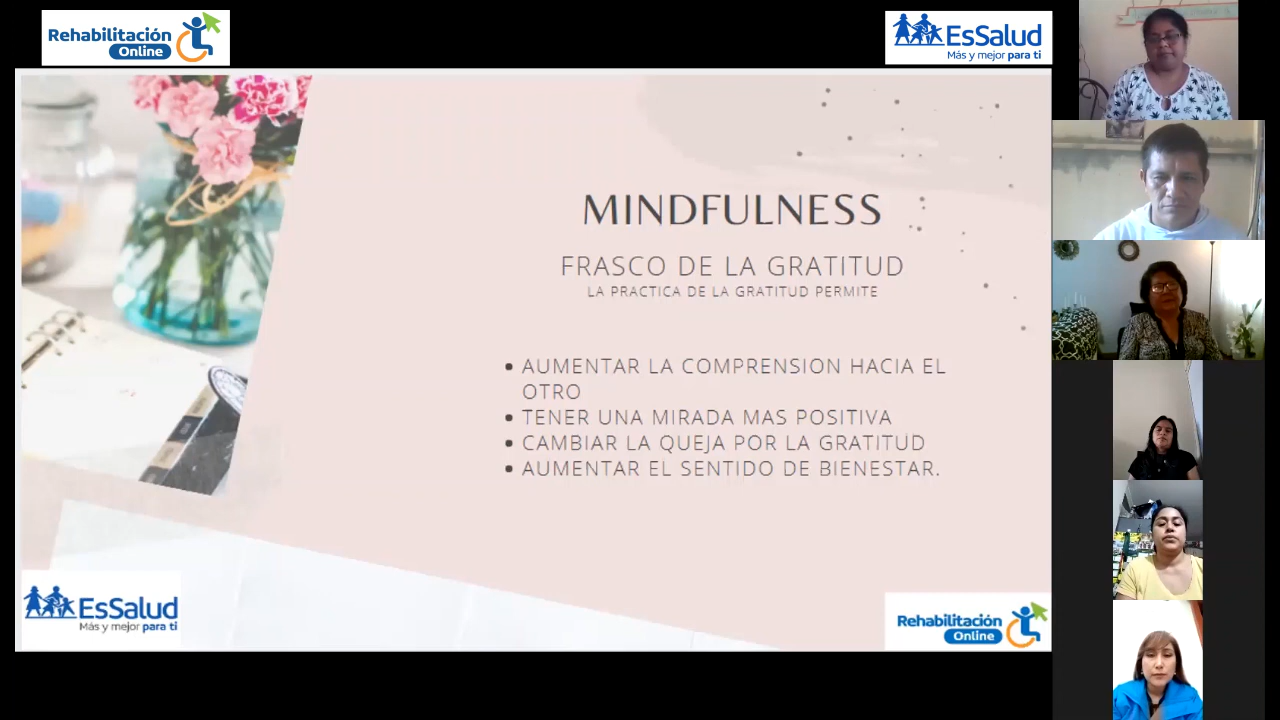 Rehabilitación
Online
EsSalud
Más y mejor para ti
MINDFULNESS
FRASCO DE LA GRATITUD
LA PRACTICA DE LA GRATITUD PERMITE
• AUMENTAR LA COMPRENSION HACIA EL
OTRO
• TENER UNA MIRADA MAS POSITIVA
• CAMBIAR LA QUEJA POR LA GRATITUD
• AUMENTAR EL SENTIDO DE BIENESTAR.
EsSalud
Más y mejor para ti
Rehabilitación
Online